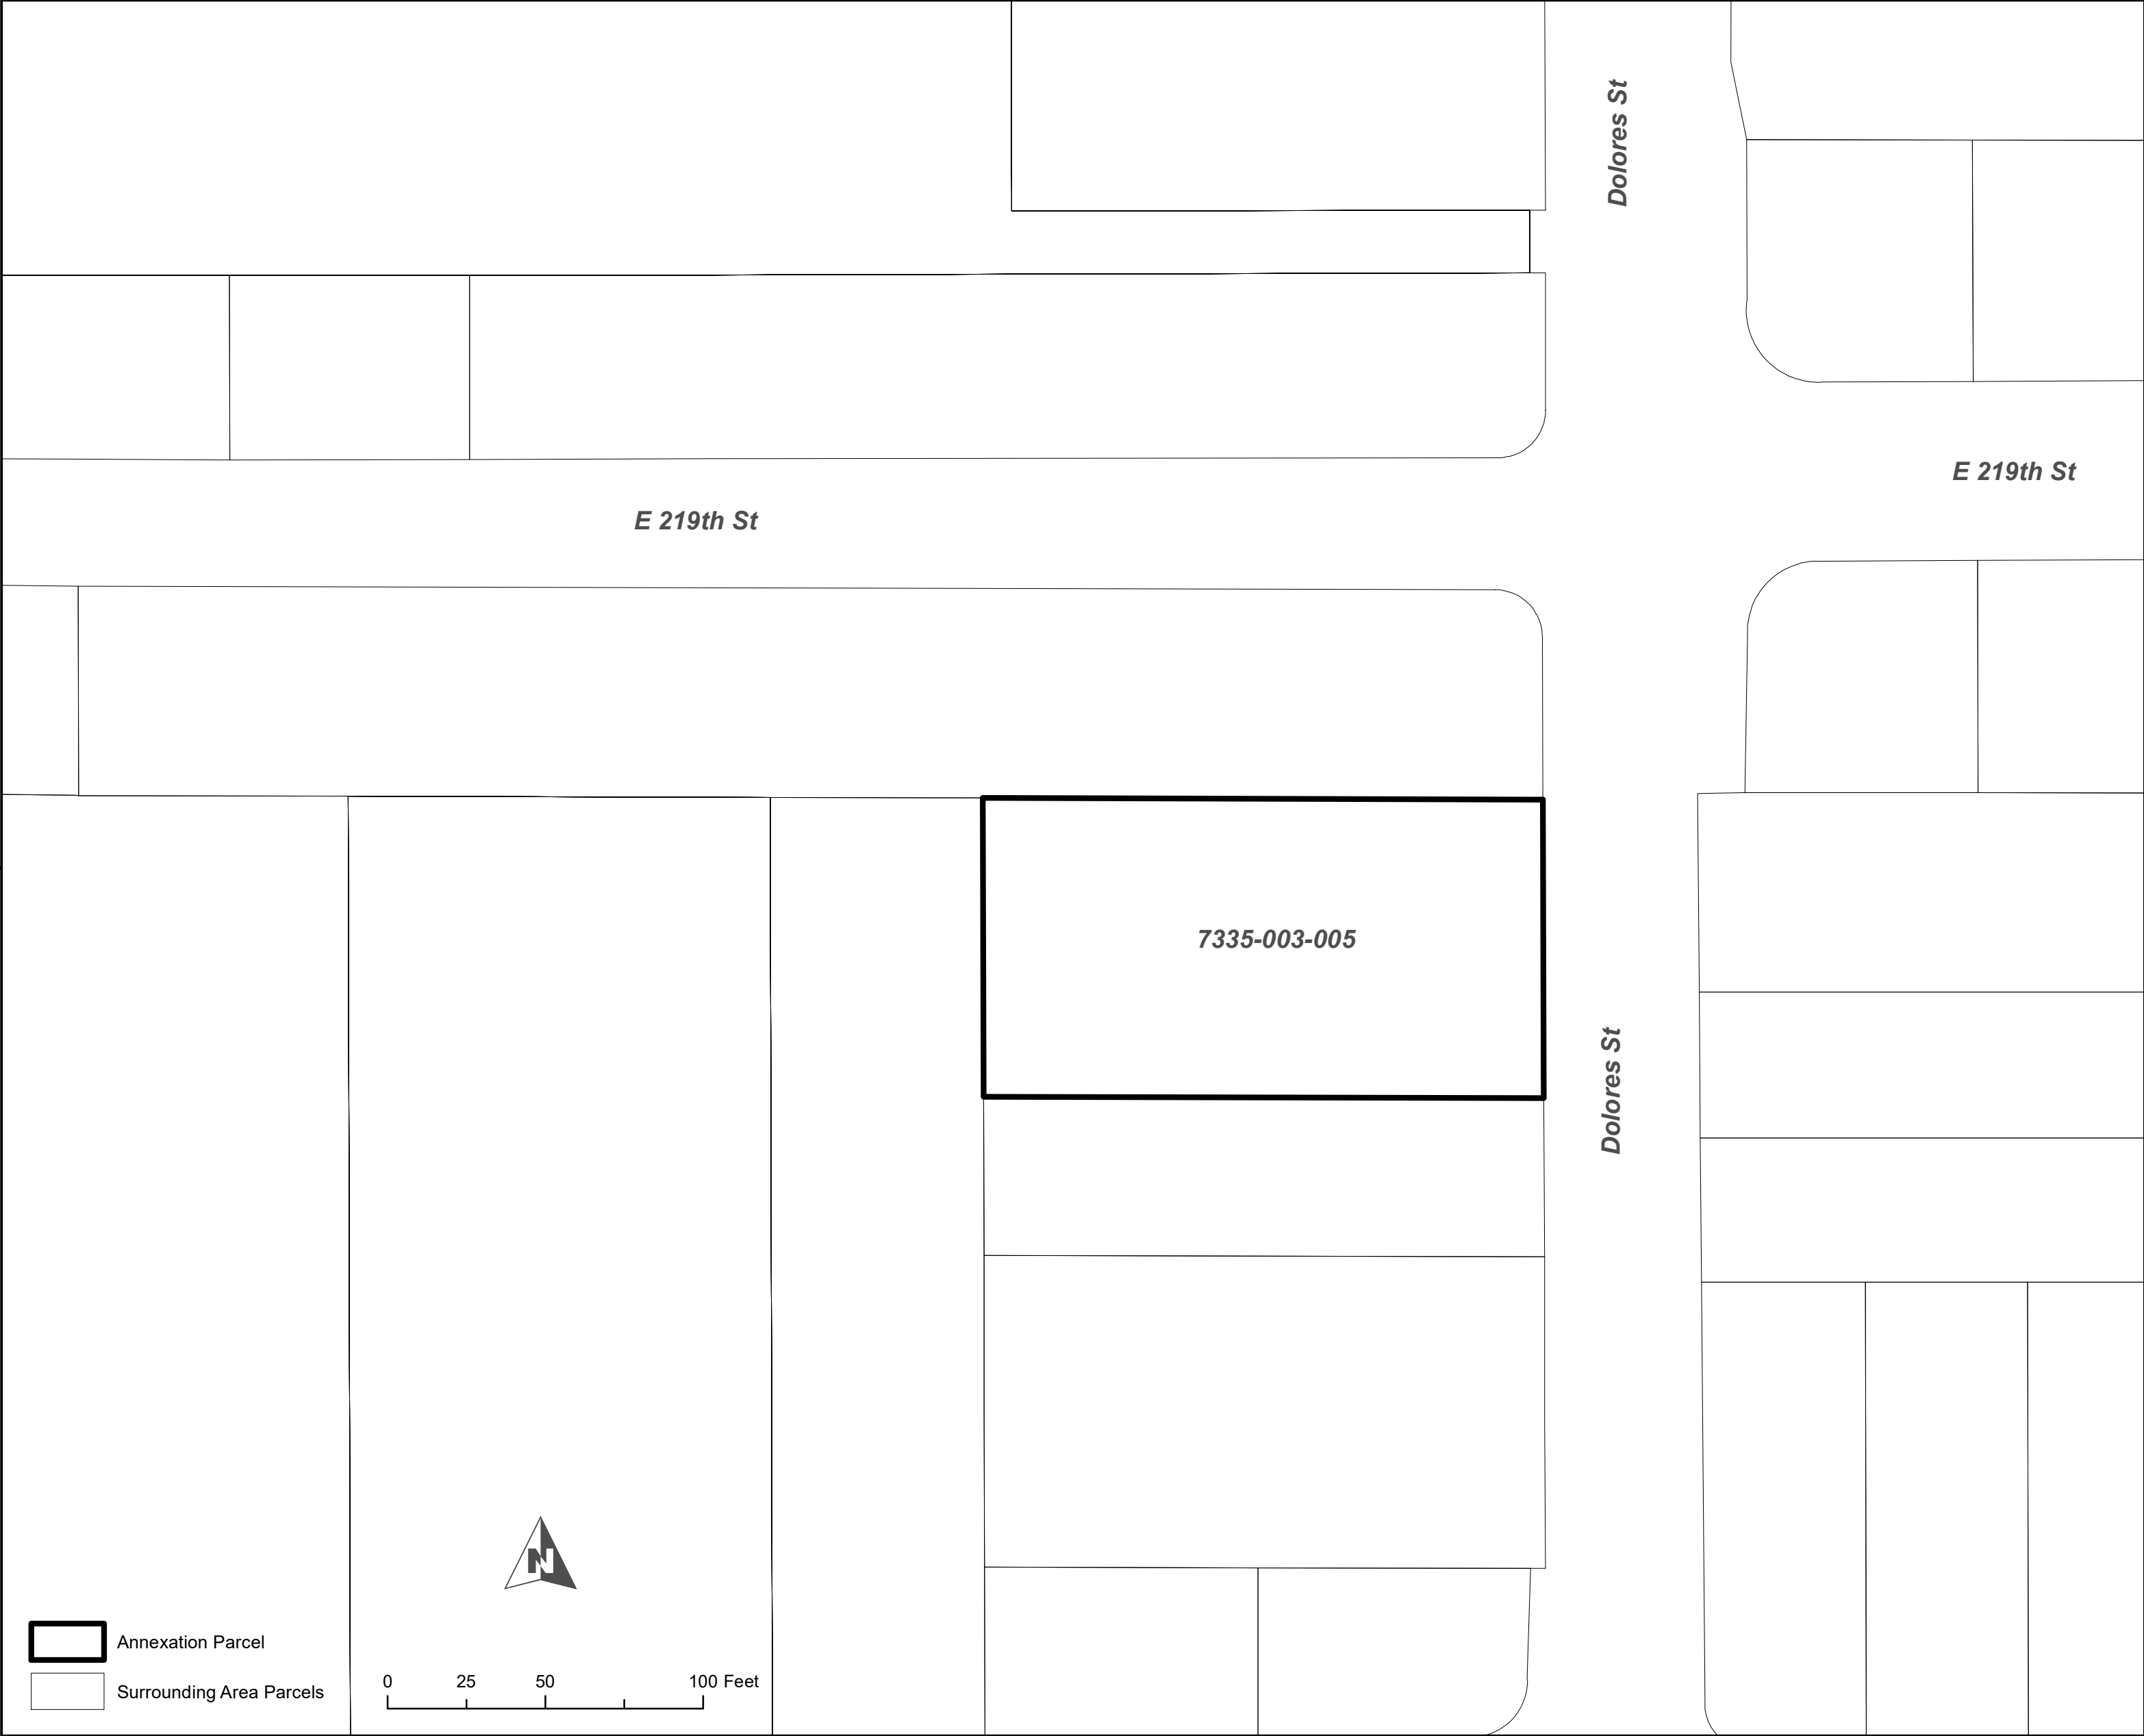 Dolores St
E 219th St
E 219th St
7335-003-005
Dolores St
N
Annexation Parcel
Surrounding Area Parcels
0 25 50 100 Feet